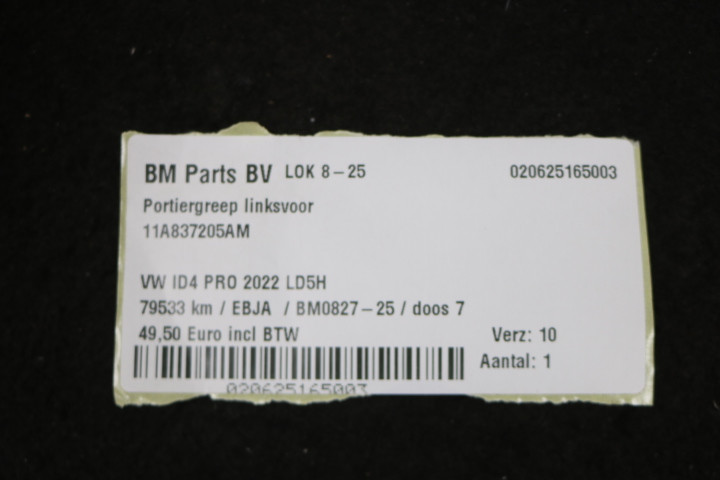 BM Parts BV LOK 8-25 020625165003
Portiergreep linksvoor
11A837205AM
VW ID4 PRO 2022 LD5H
79533 km / EBJA / BM0827-25 / doos 7
49,50 Euro incl BTW Verz: 10
Aantal: 1
020625165003